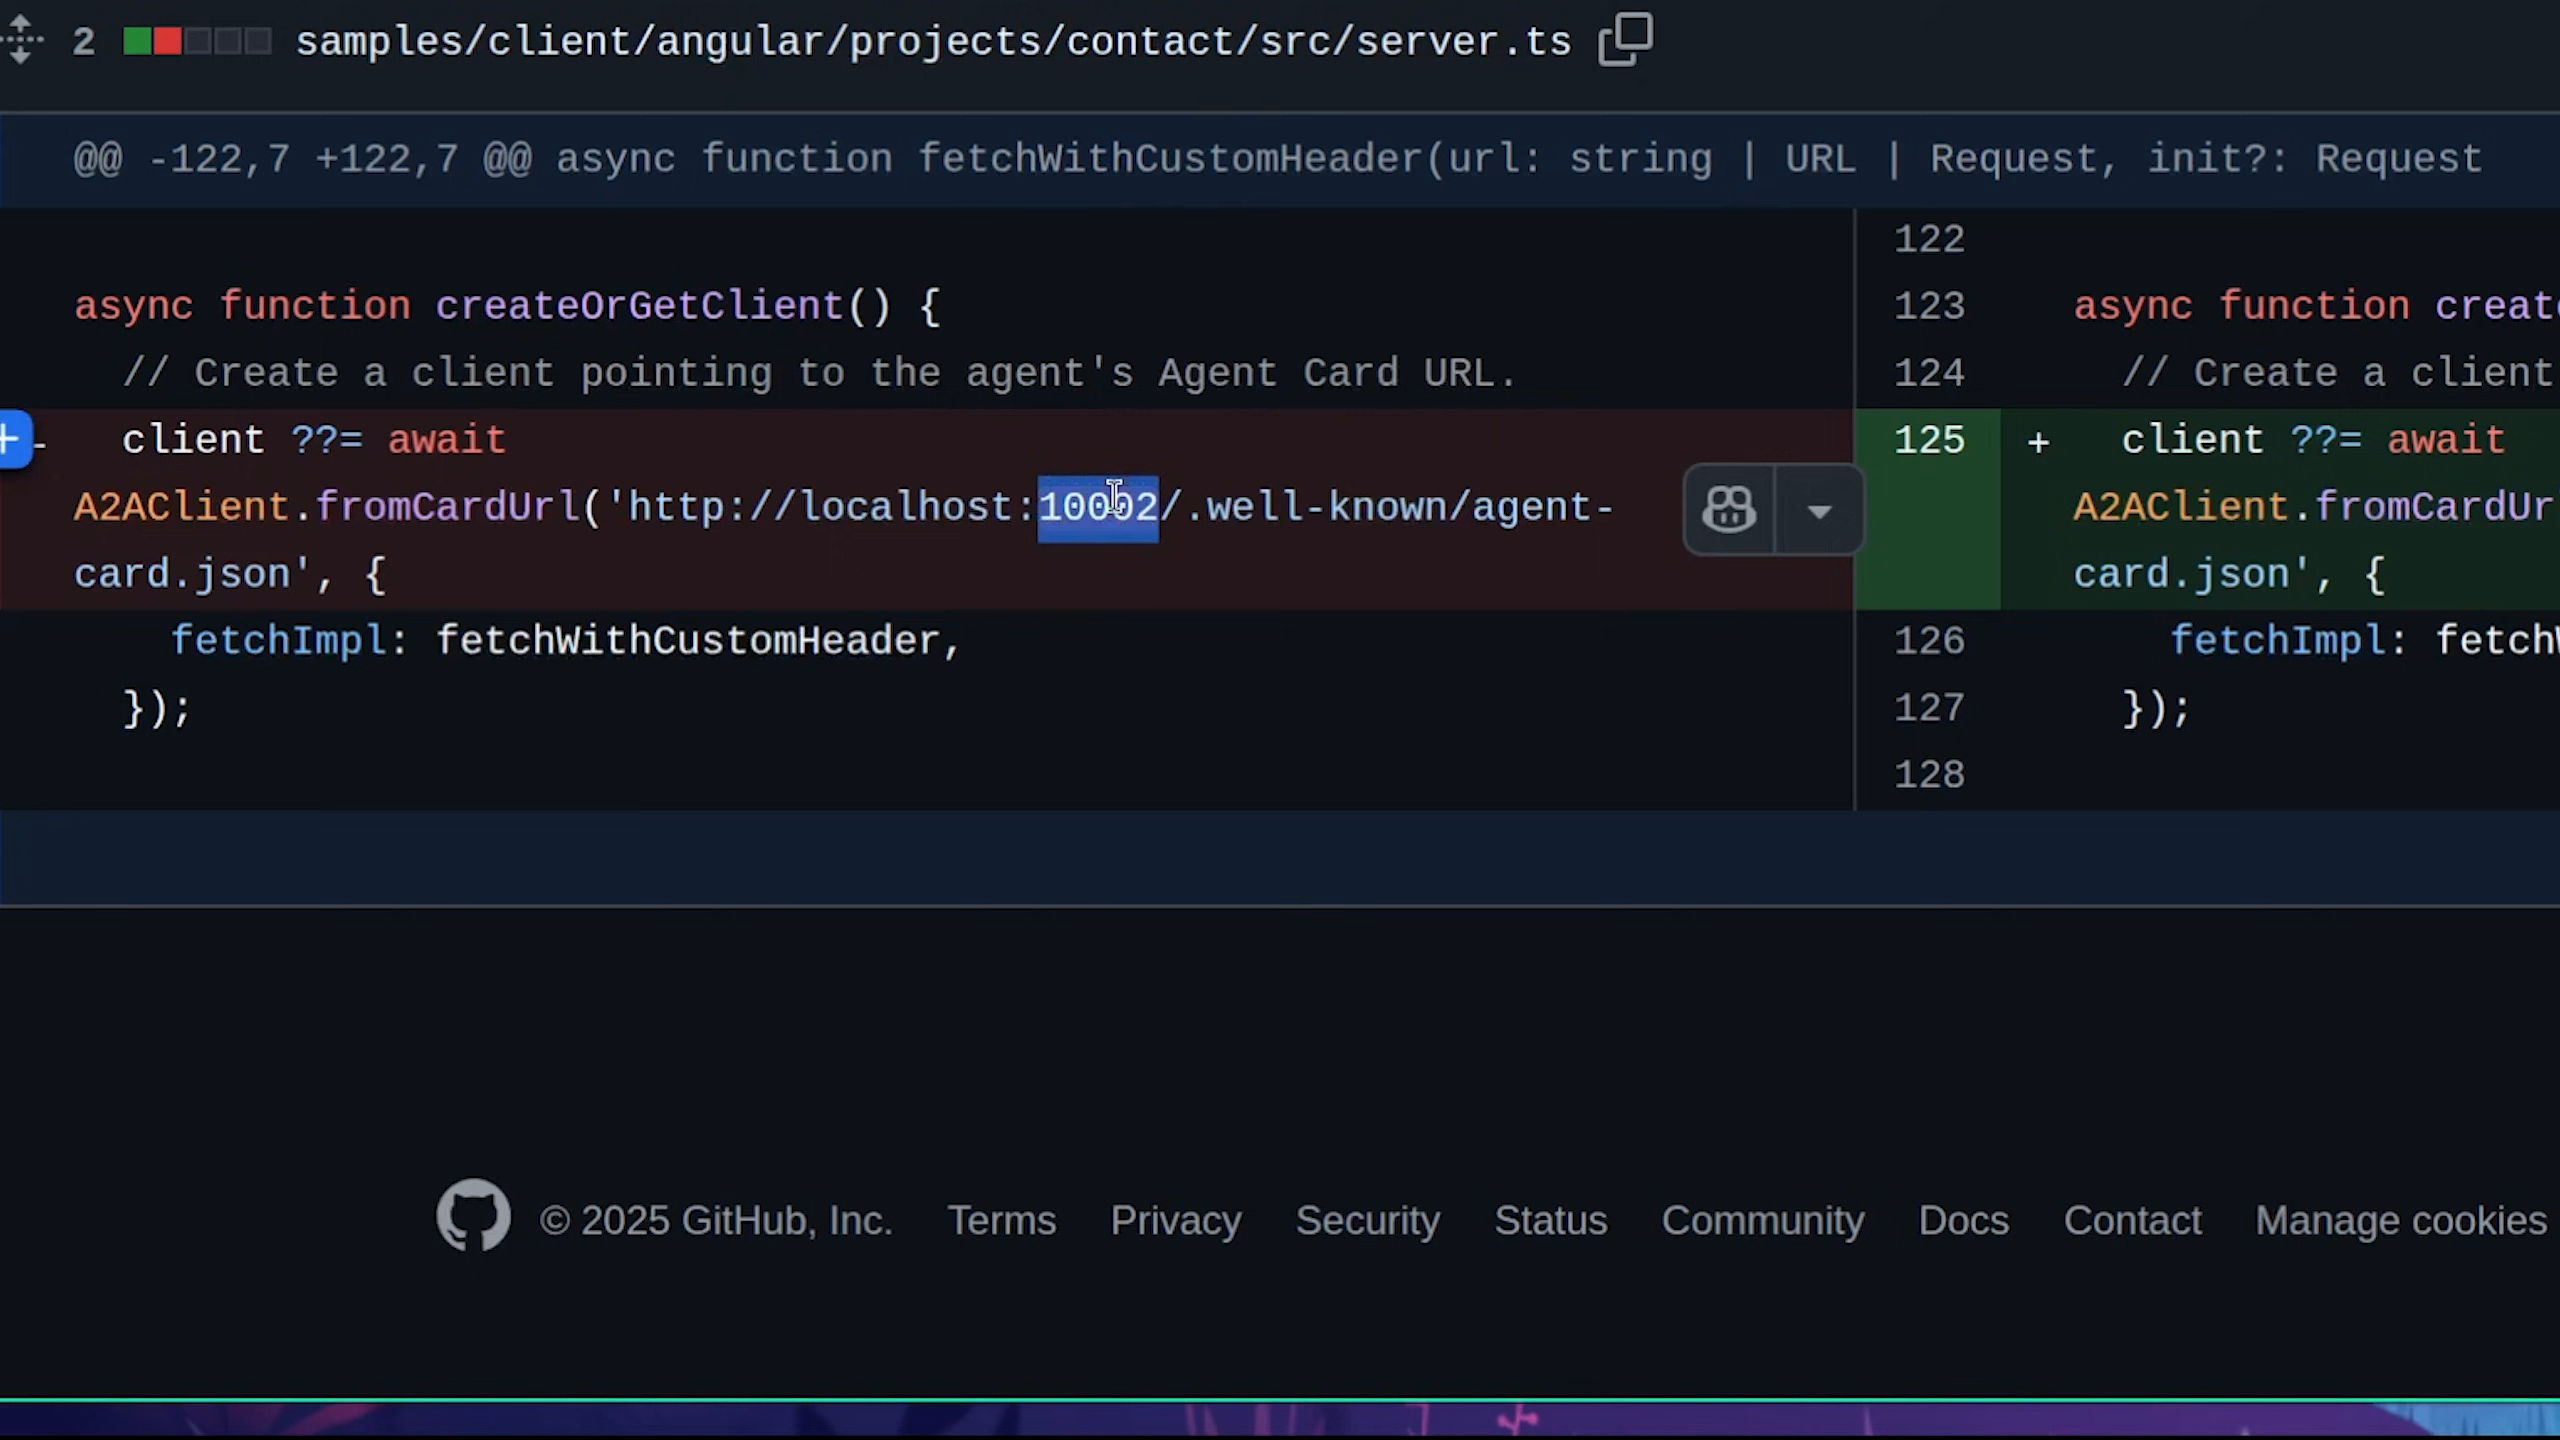 2 samples/client/angular/projects/contact/src/server.ts
@@ -122,7 +122,7 @@ async function fetchWithCustomHeader(url: string | URL | Request, init?: Request
122
async function createOrGetClient() { 123 async function create
// Create a client pointing to the agent's Agent Card URL. 124 // Create a client
- client ??= await 125 + client ??= await
A2AClient.fromCardUrl('http://localhost:10002/.well-known/agent- A2AClient.fromCardUr
card.json', { card.json', {
fetchImpl: fetchWithCustomHeader, 126 fetchImpl: fetchW
}); 127 });
128
© 2025 GitHub, Inc. Terms Privacy Security Status Community Docs Contact Manage cookies